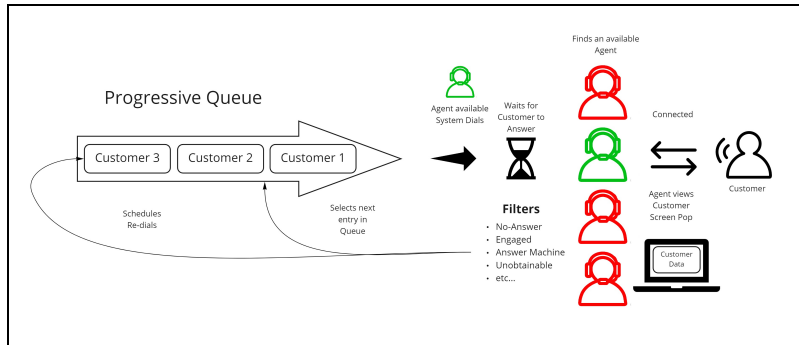 Progressive Queue
Customer 3
Customer 2
Customer 1
Schedules
Re-dials
Selects next
entry in
Queue
Agent available
System Dials
Waits for
Customer to
Answer
Filters
• No-Answer
• Engaged
• Answer Machine
• Unobtainable
• etc...
Finds an available
Agent
Connected
Customer
Agent views
Customer
Screen Pop
Customer
Data